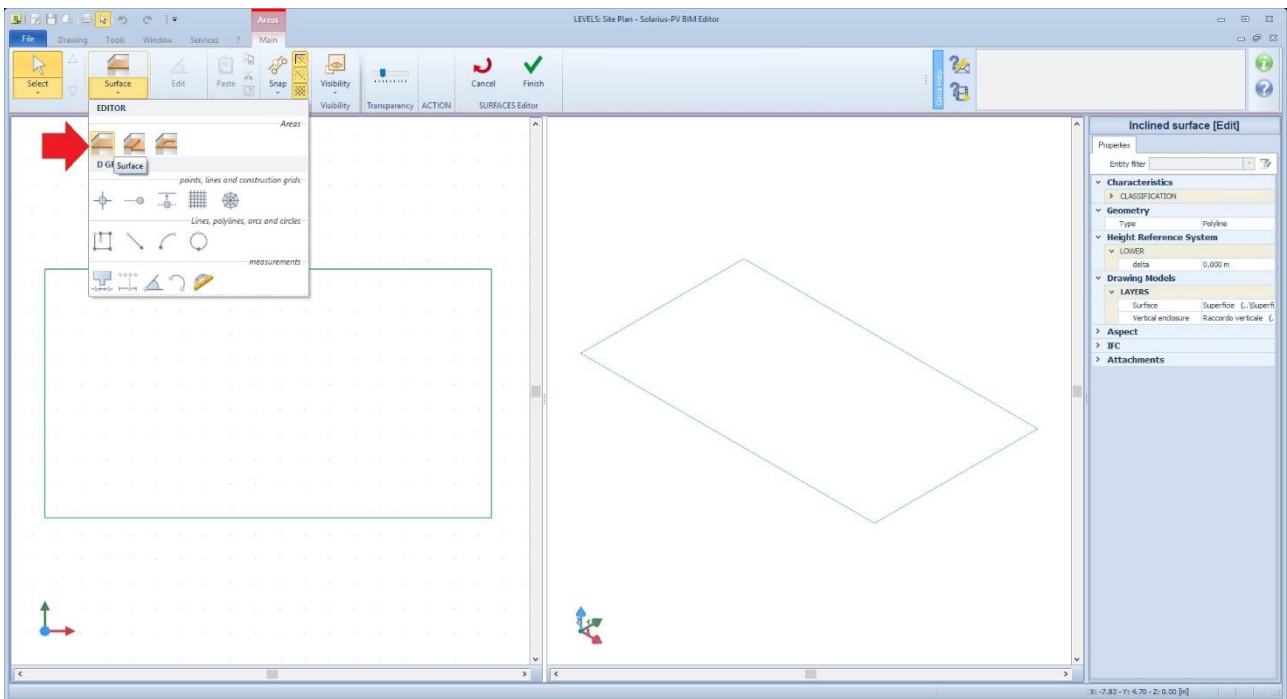 Areas
LEVELS: Site Plan - Solarius-PV BIM Editor
File Drawing Tools Window Services ? Main
Select
Surface
Edit
Paste
Snap
Visibility
Cancel
Finish
Visibility Transparency ACTION SURFACES Editor
EDITOR
Areas
Surface
points, lines and construction grids
Lines, polylines, arcs and circles
measurements
Inclined surface [Edit]
Properties
Entity filter
Characteristics
CLASSIFICATION
Geometry
Type Polyline
Height Reference System
LOWER
delta 0,000 m
Drawing Models
LAYERS
Surface Superficie (..\Superfi
Vertical enclosure Raccordo verticale (.
Aspect
IFC
Attachments
X: -7.83 - Y: 4.70 - Z: 0.00 [m]